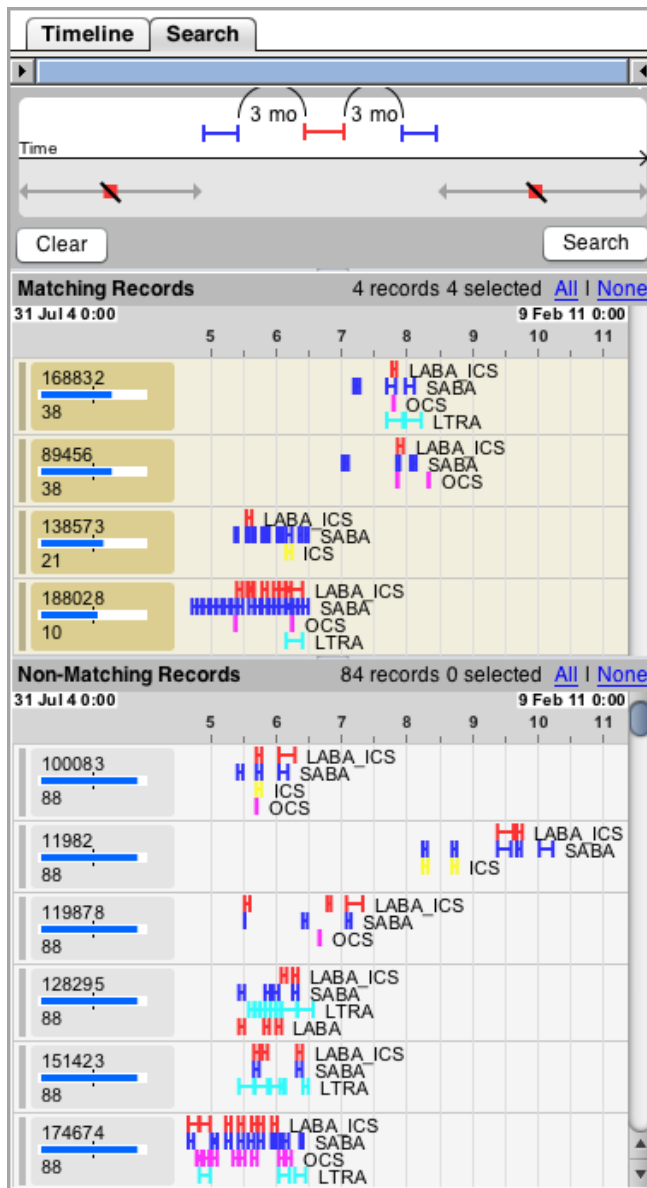 Timeline Search
3 mo 3 mo
Time
Clear Search
Matching Records 4 records 4 selected All | None
31 Jul 4 0:00 9 Feb 11 0:00
5 6 7 8 9 10 11
168832
38
LABA_ICS
SABA
OCS
LTRA
89456
38
LABA_ICS
SABA
OCS
138573
21
LABA_ICS
SABA
ICS
188028
10
LABA_ICS
SABA
OCS
LTRA
Non-Matching Records 84 records 0 selected All | None
31 Jul 4 0:00 9 Feb 11 0:00
5 6 7 8 9 10 11
100083
88
LABA_ICS
SABA
ICS
OCS
11982
88
LABA_ICS
SABA
ICS
119878
88
LABA_ICS
SABA
OCS
128295
88
LABA_ICS
SABA
LTRA
LABA
151423
88
LABA_ICS
SABA
LTRA
174674
88
LABA_ICS
SABA
OCS
LTRA